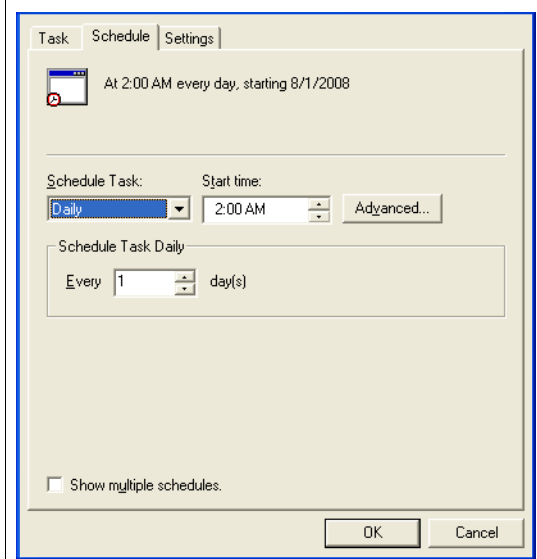 Task Schedule Settings
At 2:00 AM every day, starting 8/1/2008
Schedule Task: Start time:
Daily 2:00 AM Advanced...
Schedule Task Daily
Every 1 day(s)
Show multiple schedules.
OK Cancel